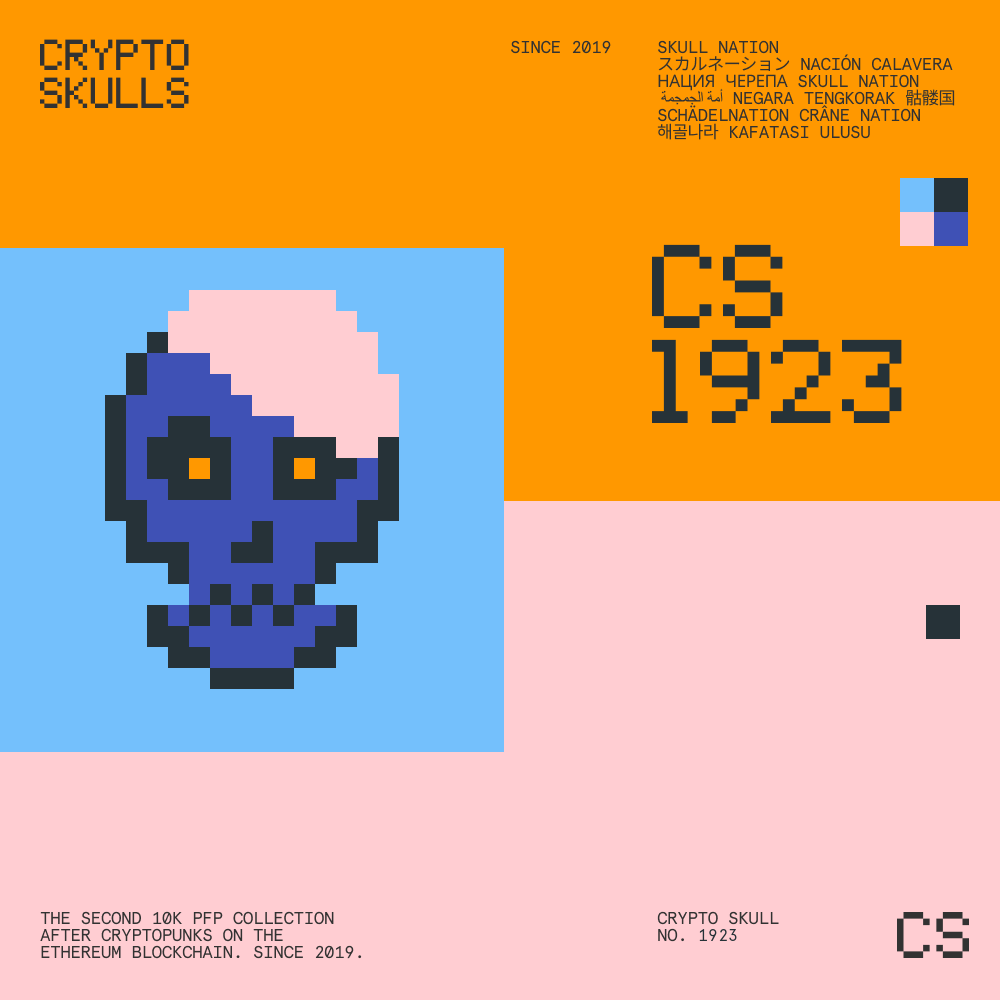 CRYPTO
SKULLS
SINCE 2019
SKULL NATION
スカルネーション NACIÓN CALAVERA
НАЦИЯ ЧЕРЕПА SKULL NATION
أمة الجمجمة NEGARA TENGKORAK 骷髅国
SCHÄDELNATION CRÂNE NATION
해골나라 KAFATASI ULUSU
CS
1923
THE SECOND 10K PFP COLLECTION
AFTER CRYPTOPUNKS ON THE
ETHEREUM BLOCKCHAIN. SINCE 2019.
CRYPTO SKULL
NO. 1923
CS